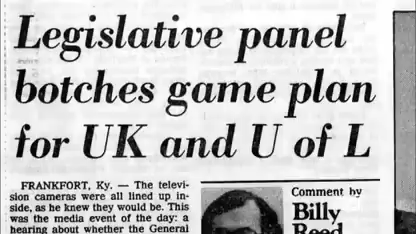 Legislative panel
botches game plan
for UK and U of L
FRANKFORT, Ky. — The televi-
sion cameras were all lined up in-
side, as he knew they would be. This
was the media event of the day: a
hearing about whether the General
Comment by
Billy
Reed